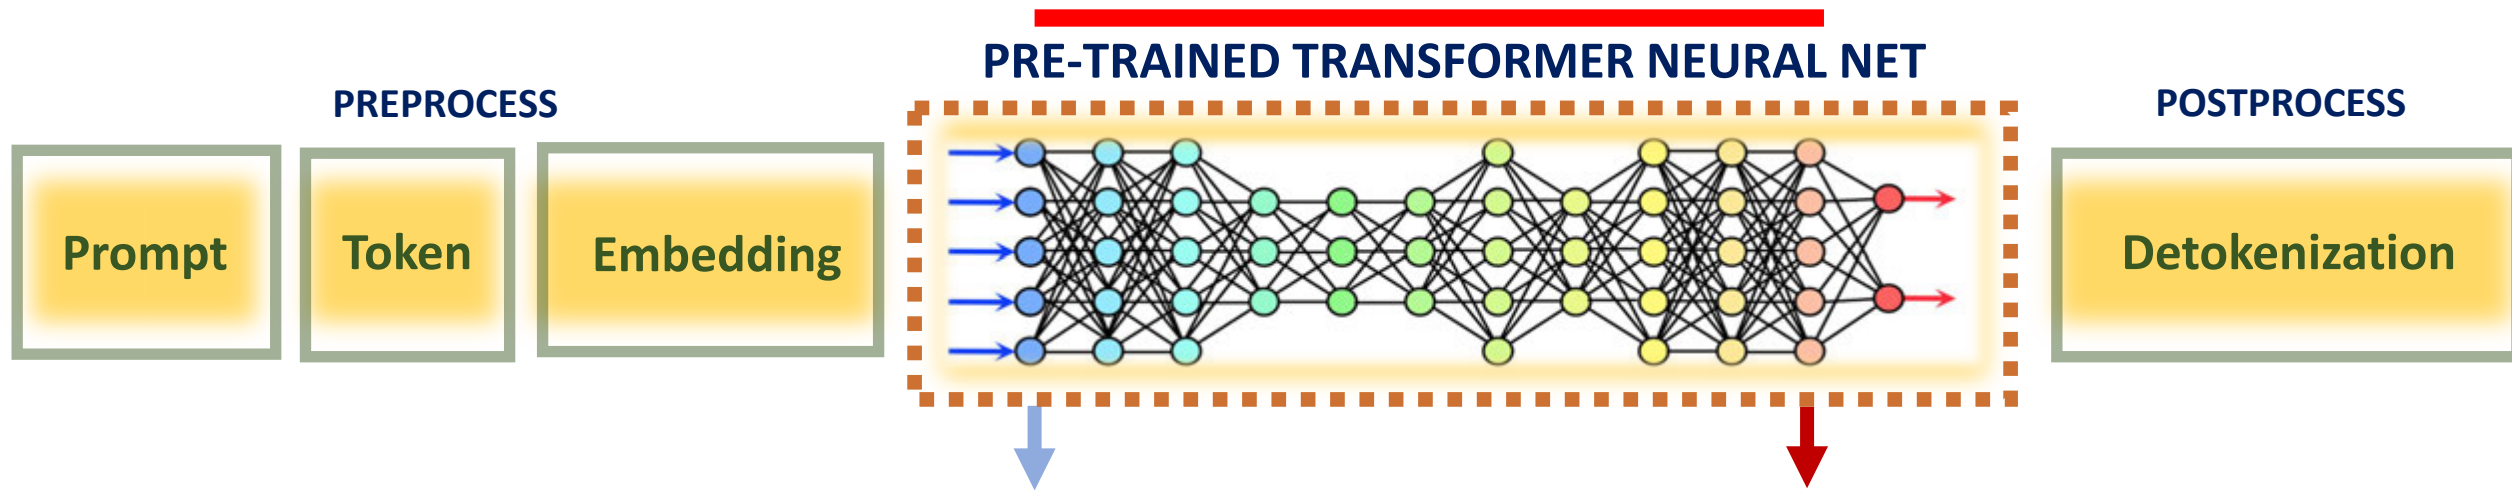 PRE-TRAINED TRANSFORMER NEURAL NET
PREPROCESS
POSTPROCESS
Prompt
Token
Embedding
Detokenization